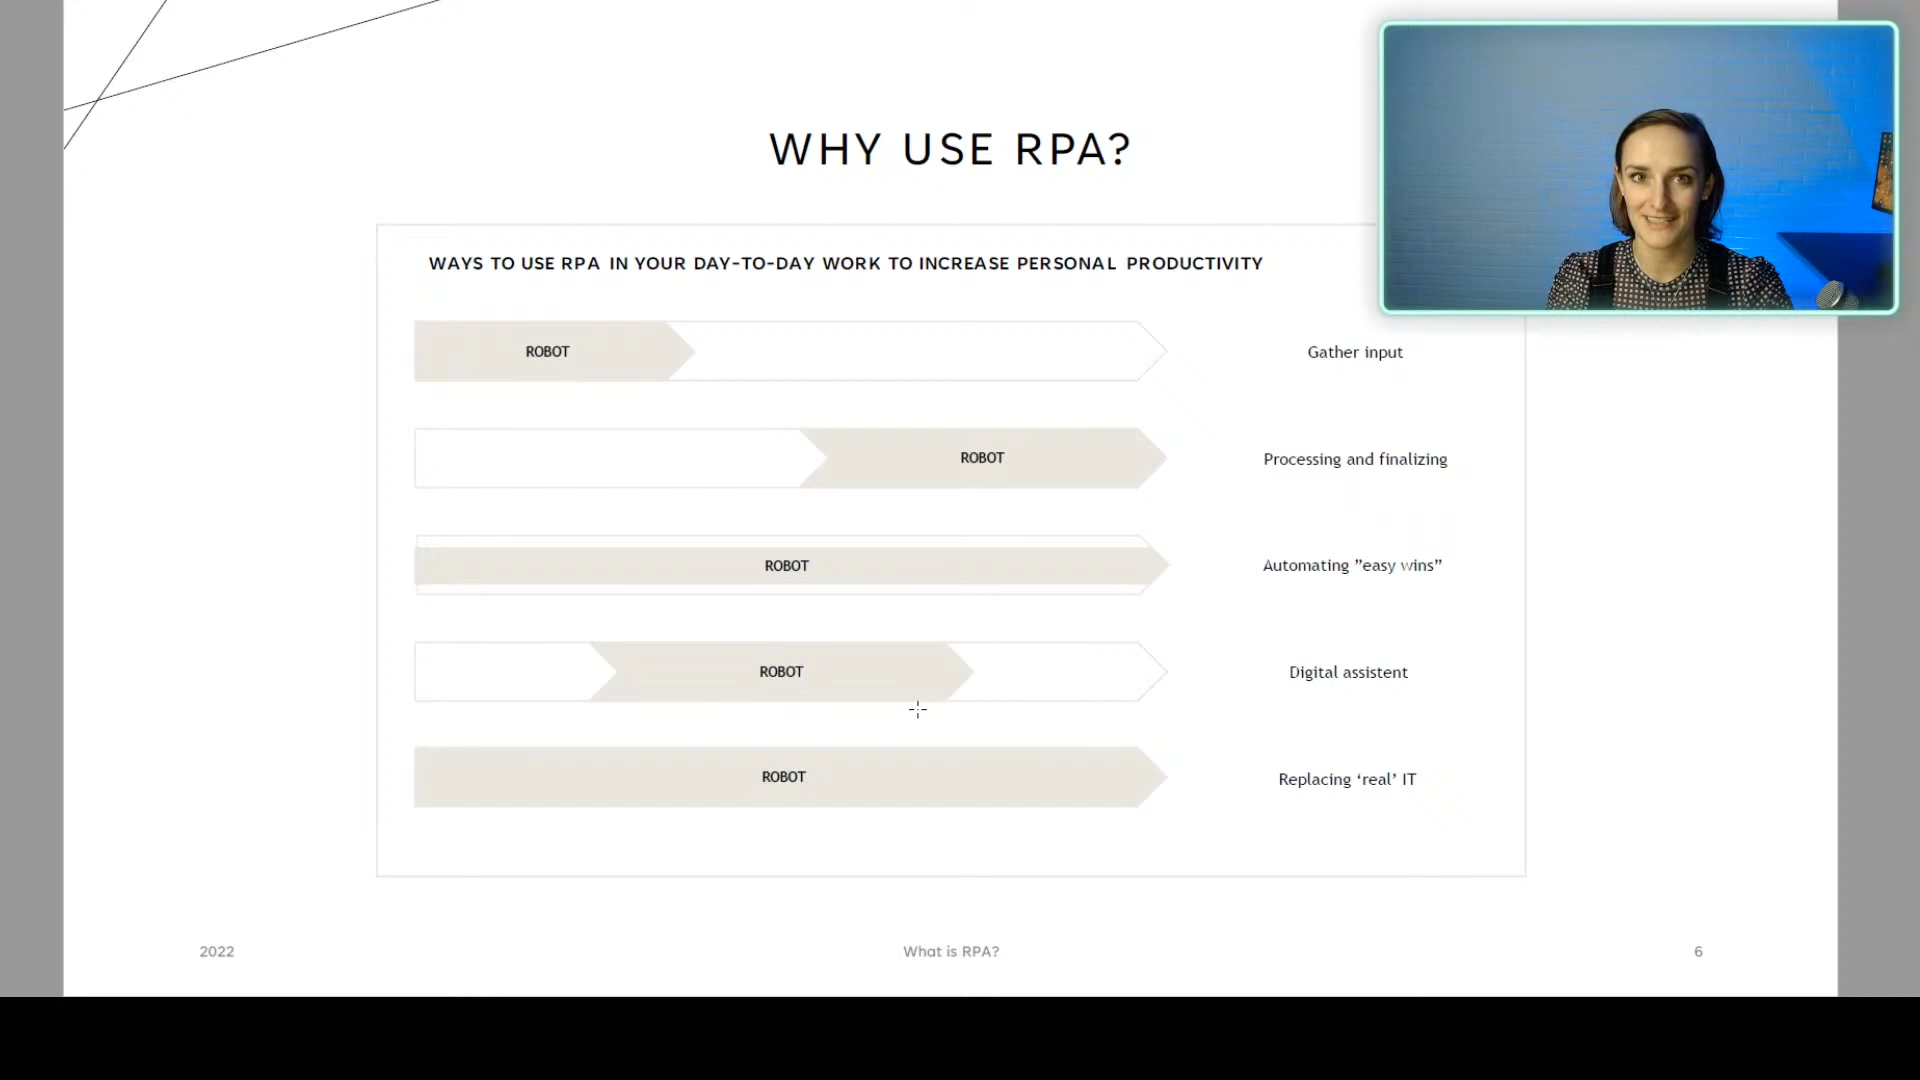 WHY USE RPA?
WAYS TO USE RPA IN YOUR DAY-TO-DAY WORK TO INCREASE PERSONAL PRODUCTIVITY
ROBOT
Gather input
ROBOT
Processing and finalizing
ROBOT
Automating ”easy wins”
ROBOT
Digital assistent
ROBOT
Replacing ‘real’ IT
2022
What is RPA?
6